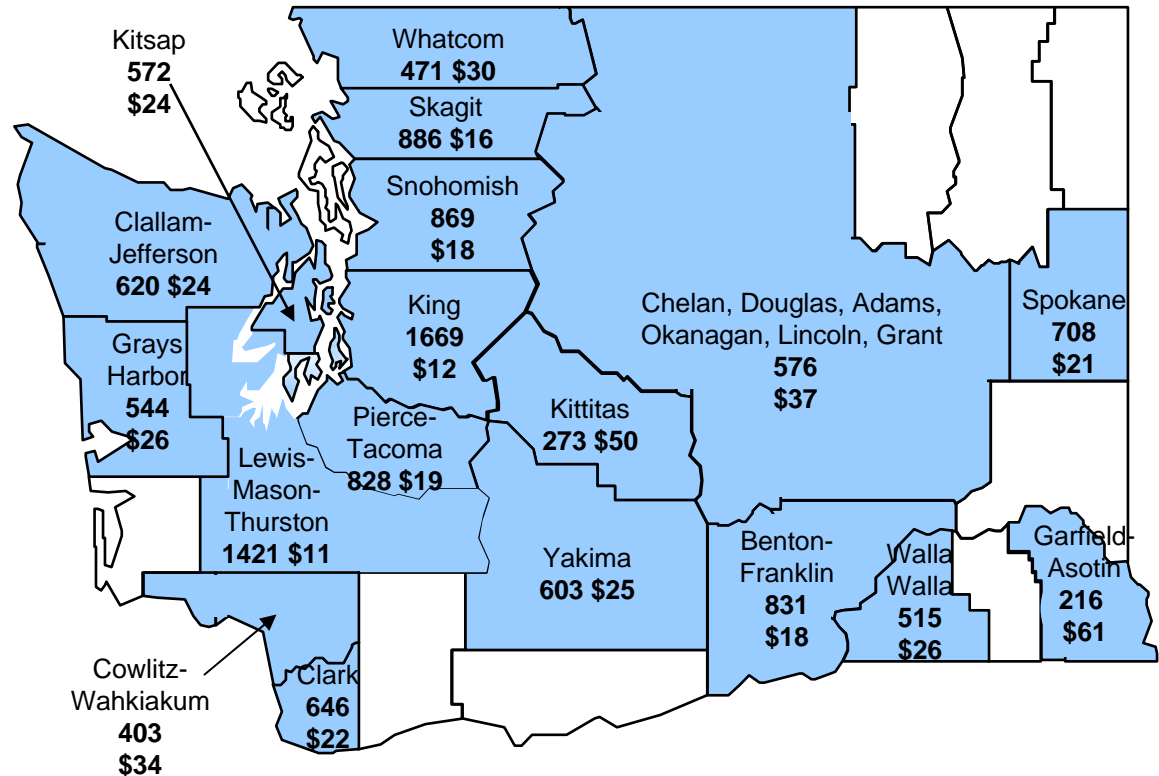 Kitsap
572
$24
Whatcom
471 $30
Skagit
886 $16
Snohomish
869
$18
Clallam-
Jefferson
620 $24
King
1669
$12
Chelan, Douglas, Adams,
Okanagan, Lincoln, Grant
576
$37
Spokane
708
$21
Grays
Harbor
544
$26
Pierce-
Tacoma
828 $19
Kittitas
273 $50
Lewis-
Mason-
Thurston
1421 $11
Yakima
603 $25
Benton-
Franklin
831
$18
Walla
Walla
515
$26
Garfield-
Asotin
216
$61
Cowlitz-
Wahkiakum
403
$34
Clark
646
$22